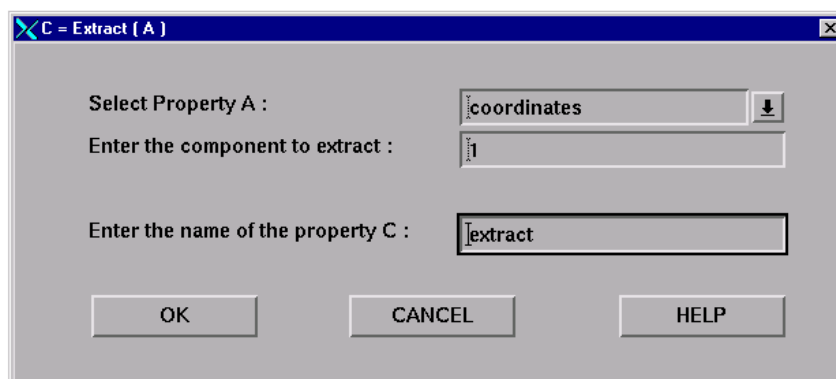 C = Extract ( A )
Select Property A : coordinates
Enter the component to extract : 1
Enter the name of the property C : extract
OK CANCEL HELP